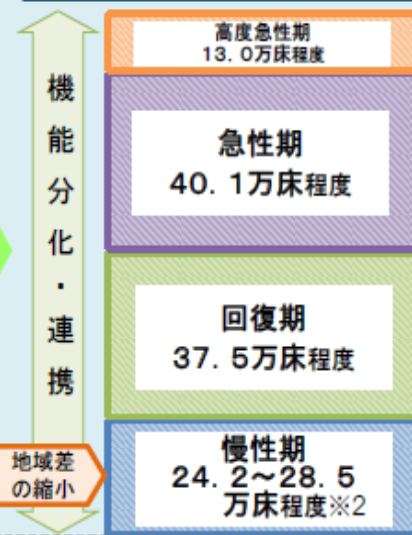 機能分化・連携
地域差
の縮小
高度急性期
13.0万床程度
急性期
40.1万床程度
回復期
37.5万床程度
慢性期
24.2～28.5
万床程度※2